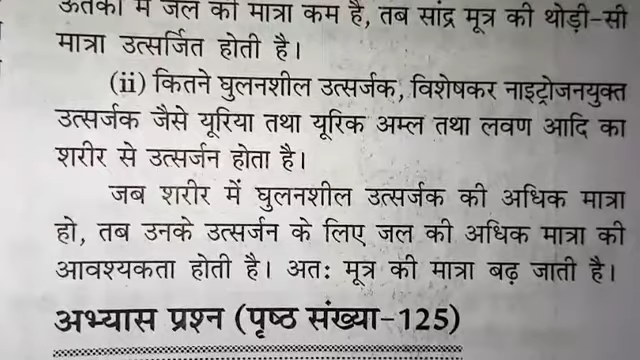 ऊतकों में जल की मात्रा कम है, तब सांद्र मूत्र की थोड़ी-सी
मात्रा उत्सर्जित होती है।
(ii) कितने घुलनशील उत्सर्जक, विशेषकर नाइट्रोजनयुक्त
उत्सर्जक जैसे यूरिया तथा यूरिक अम्ल तथा लवण आदि का
शरीर से उत्सर्जन होता है।
जब शरीर में घुलनशील उत्सर्जक की अधिक मात्रा
हो, तब उनके उत्सर्जन के लिए जल की अधिक मात्रा की
आवश्यकता होती है। अतः मूत्र की मात्रा बढ़ जाती है।
अभ्यास प्रश्न (पृष्ठ संख्या-125)